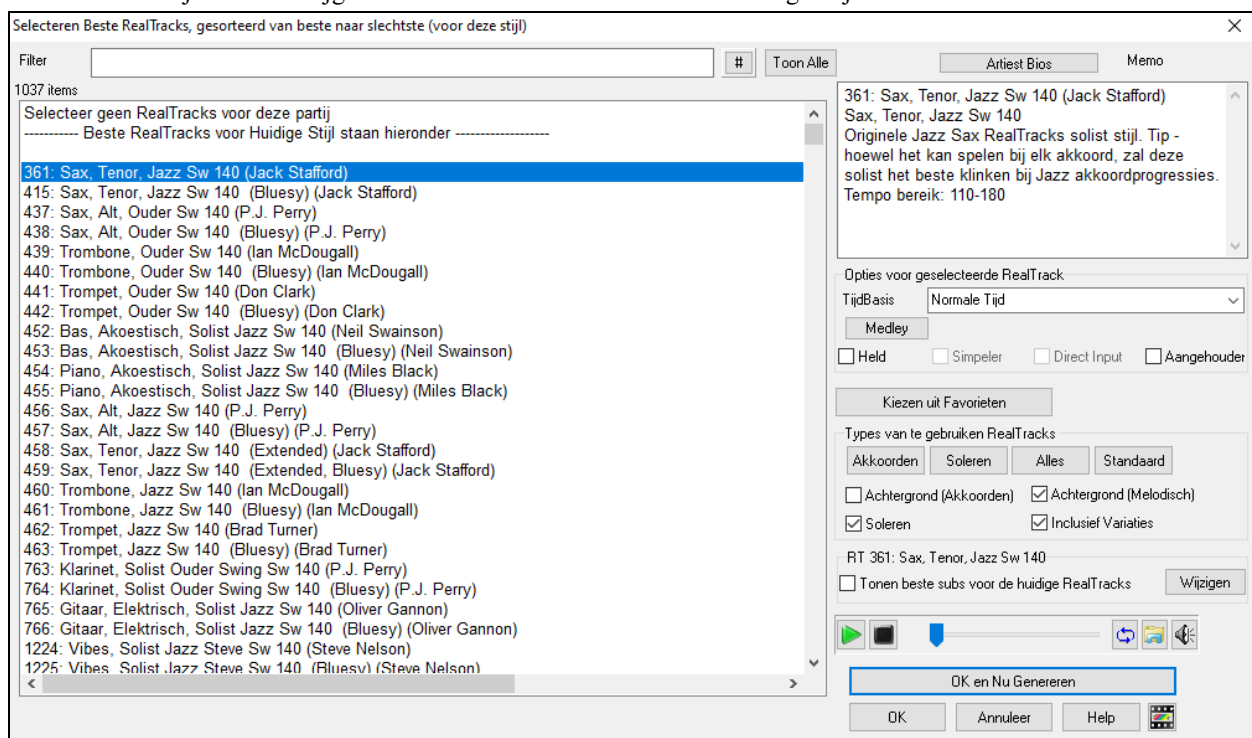 Selecteren Beste RealTracks, gesorteerd van beste naar slechtste (voor deze stijl)
Filter
#
Toon Alle
Artiest Bios
Memo
1037 items
Selecteer geen RealTracks voor deze partij
----------- Beste RealTracks voor Huidige Stijl staan hieronder -------------------
361: Sax, Tenor, Jazz Sw 140 (Jack Stafford)
415: Sax, Tenor, Jazz Sw 140 (Bluesy) (Jack Stafford)
437: Sax, Alt, Ouder Sw 140 (P.J. Perry)
438: Sax, Alt, Ouder Sw 140 (Bluesy) (P.J. Perry)
439: Trombone, Ouder Sw 140 (Ian McDougall)
440: Trombone, Ouder Sw 140 (Bluesy) (Ian McDougall)
441: Trompet, Ouder Sw 140 (Don Clark)
442: Trompet, Ouder Sw 140 (Bluesy) (Don Clark)
452: Bas, Akoestisch, Solist Jazz Sw 140 (Neil Swainson)
453: Bas, Akoestisch, Solist Jazz Sw 140 (Bluesy) (Neil Swainson)
454: Piano, Akoestisch, Solist Jazz Sw 140 (Miles Black)
455: Piano, Akoestisch, Solist Jazz Sw 140 (Bluesy) (Miles Black)
456: Sax, Alt, Jazz Sw 140 (P.J. Perry)
457: Sax, Alt, Jazz Sw 140 (Bluesy) (P.J. Perry)
458: Sax, Tenor, Jazz Sw 140 (Extended) (Jack Stafford)
459: Sax, Tenor, Jazz Sw 140 (Extended, Bluesy) (Jack Stafford)
460: Trombone, Jazz Sw 140 (Ian McDougall)
461: Trombone, Jazz Sw 140 (Bluesy) (Ian McDougall)
462: Trompet, Jazz Sw 140 (Brad Turner)
463: Trompet, Jazz Sw 140 (Bluesy) (Brad Turner)
763: Klarinet, Solist Ouder Swing Sw 140 (P.J. Perry)
764: Klarinet, Solist Ouder Swing Sw 140 (Bluesy) (P.J. Perry)
765: Gitaar, Elektrisch, Solist Jazz Sw 140 (Oliver Gannon)
766: Gitaar, Elektrisch, Solist Jazz Sw 140 (Bluesy) (Oliver Gannon)
1224: Vibes, Solist Jazz Steve Sw 140 (Steve Nelson)
1225: Vibes, Solist Jazz Steve Sw 140 (Bluesy) (Steve Nelson)
361: Sax, Tenor, Jazz Sw 140 (Jack Stafford)
Sax, Tenor, Jazz Sw 140
Originele Jazz Sax RealTracks solist stijl. Tip -
hoewel het kan spelen bij elk akkoord, zal deze
solist het beste klinken bij Jazz akkoordprogressies.
Tempo bereik: 110-180
Opties voor geselecteerde RealTrack
TijdBasis
Normale Tijd
Medley
Held
Simpeler
Direct Input
Aangehouder
Kiezen uit Favorieten
Types van te gebruiken RealTracks
Akkoorden
Soleren
Alles
Standaard
Achtergrond (Akkoorden)
Achtergrond (Melodisch)
Soleren
Inclusief Variaties
RT 361: Sax, Tenor, Jazz Sw 140
Tonen beste subs voor de huidige RealTracks
Wijzigen
OK en Nu Genereren
OK
Annuleer
Help